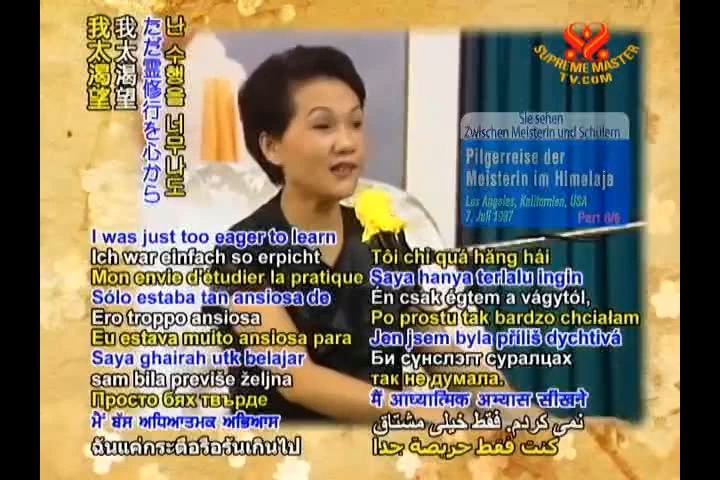 난 수행을 너무나도
ただ霊修行を心から
我太渴望
我太渴望
SUPREME MASTER
TV.COM
Sie sehen
Zwischen Meisterin und Schülern
Pilgerreise der
Meisterin im Himalaja
Los Angeles, Kalifornien, USA
7. Juli 1997
Part 6/6
I was just too eager to learn
Ich war einfach so erpicht
Mon envie d'étudier la pratique
Sólo estaba tan ansiosa de
Ero troppo ansiosa
Eu estava muito ansiosa para
Saya ghairah utk belajar
sam bila previše željna
Просто бях твърде
ਮੈਂ ਬੱਸ ਅਧਿਆਤਮਕ ਅਭਿਆਸ
ฉันแค่กระตือรือร้นเกินไป
Tôi chỉ quá hăng hái
Saya hanya terlalu ingin
Én csak égtem a vágytól,
Po prostu tak bardzo chciałam
Jen jsem byla příliš dychtivá
Би сүнслэгт суралцах
так не думала.
मैं आध्यात्मिक अभ्यास सीखने
نمی کردم. فقط خیلی مشتاق
كنت فقط حريصة جدا